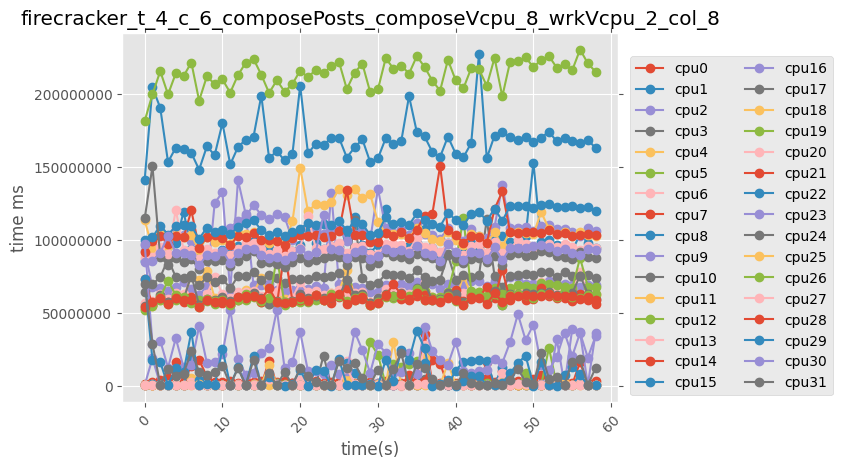 firecracker_t_4_c_6_composePosts_composeVcpu_8_wrkVcpu_2_col_8
time ms
200000000
150000000
100000000
50000000
0
0
10
20
30
40
50
60
time(s)
cpu0
cpu1
cpu2
cpu3
cpu4
cpu5
cpu6
cpu7
cpu8
cpu9
cpu10
cpu11
cpu12
cpu13
cpu14
cpu15
cpu16
cpu17
cpu18
cpu19
cpu20
cpu21
cpu22
cpu23
cpu24
cpu25
cpu26
cpu27
cpu28
cpu29
cpu30
cpu31